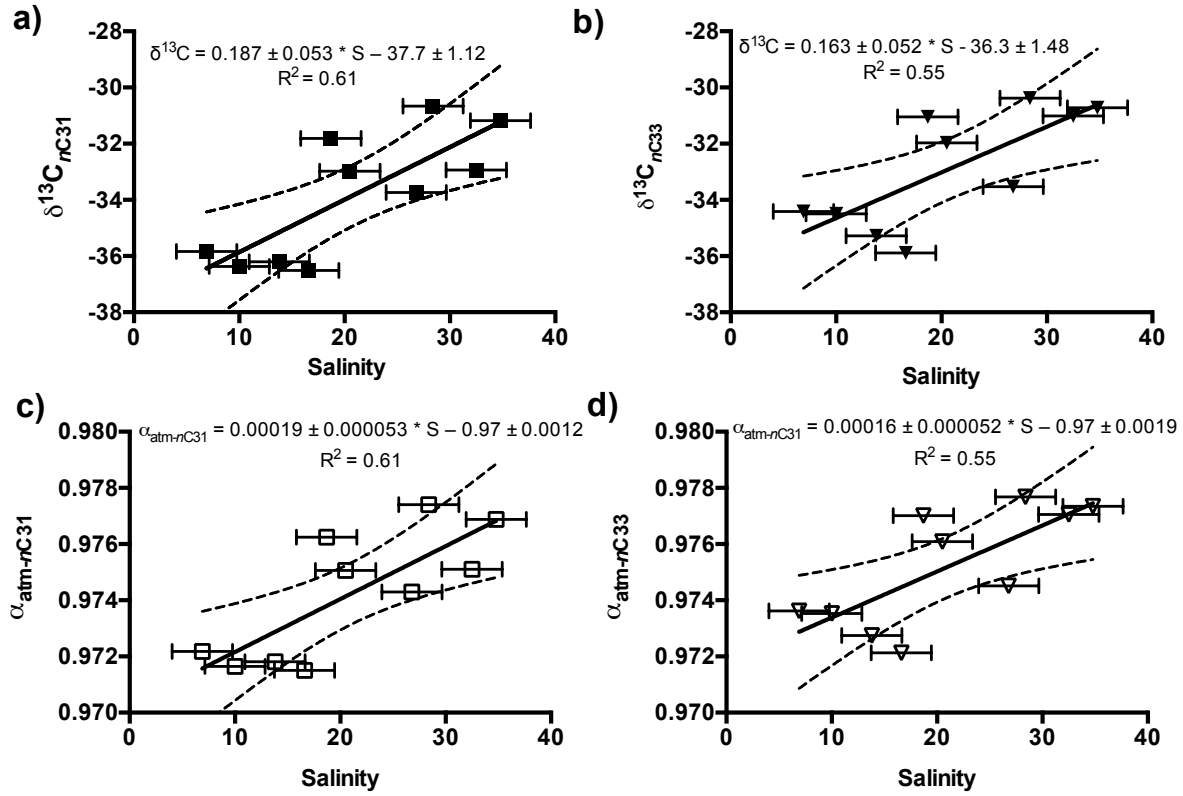 a)
δ¹³C = 0.187 ± 0.053 * S – 37.7 ± 1.12
R² = 0.61
-28
-30
-32
-34
-36
-38
δ¹³CnC31
0
10
20
30
40
Salinity
b)
δ¹³C = 0.163 ± 0.052 * S - 36.3 ± 1.48
R² = 0.55
-28
-30
-32
-34
-36
-38
δ¹³CnC33
0
10
20
30
40
Salinity
c)
αatm-nC31 = 0.00019 ± 0.000053 * S – 0.97 ± 0.0012
R² = 0.61
0.980
0.978
0.976
0.974
0.972
0.970
αatm-nC31
0
10
20
30
40
Salinity
d)
αatm-nC31 = 0.00016 ± 0.000052 * S – 0.97 ± 0.0019
R² = 0.55
0.980
0.978
0.976
0.974
0.972
0.970
αatm-nC33
0
10
20
30
40
Salinity